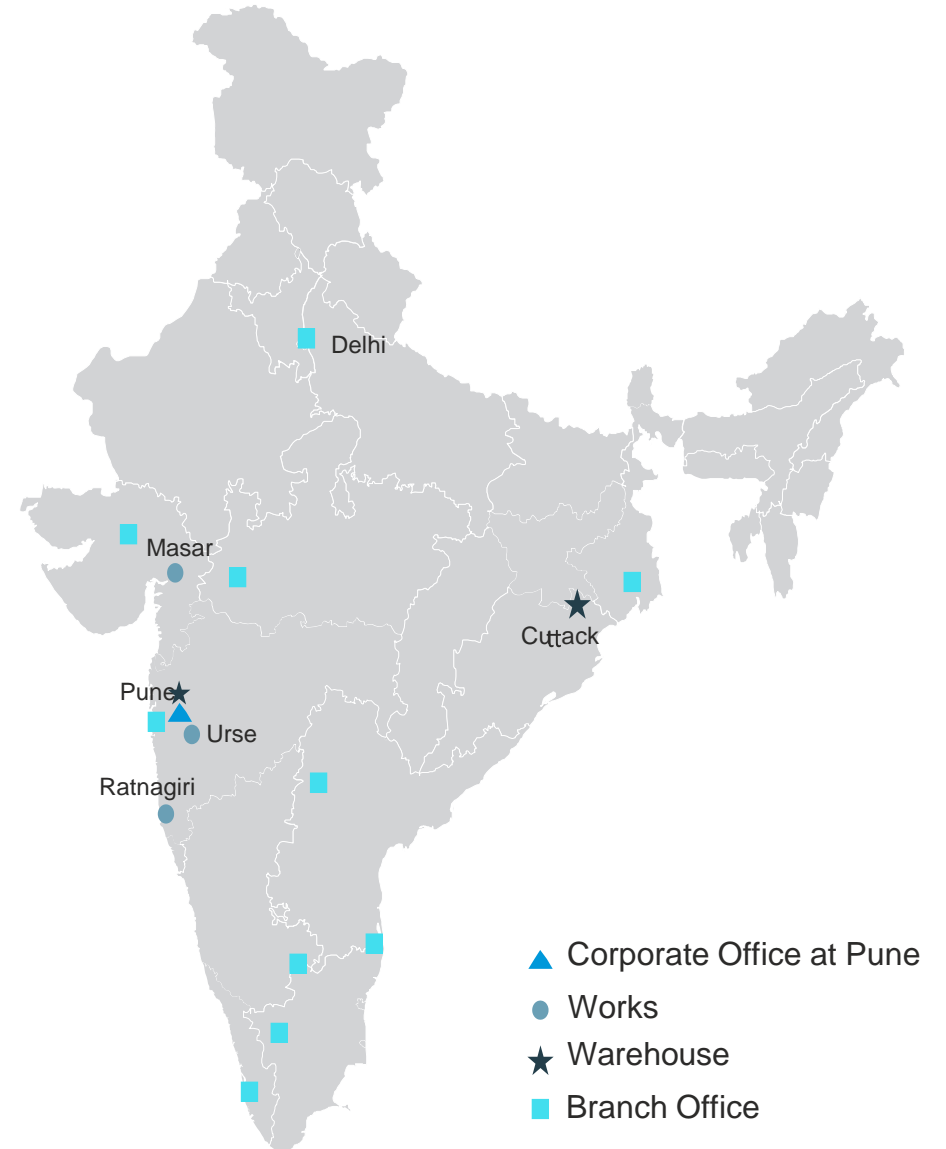 Delhi
Masar
Cuttack
Pune
Urse
Ratnagiri
Corporate Office at Pune
Works
Warehouse
Branch Office